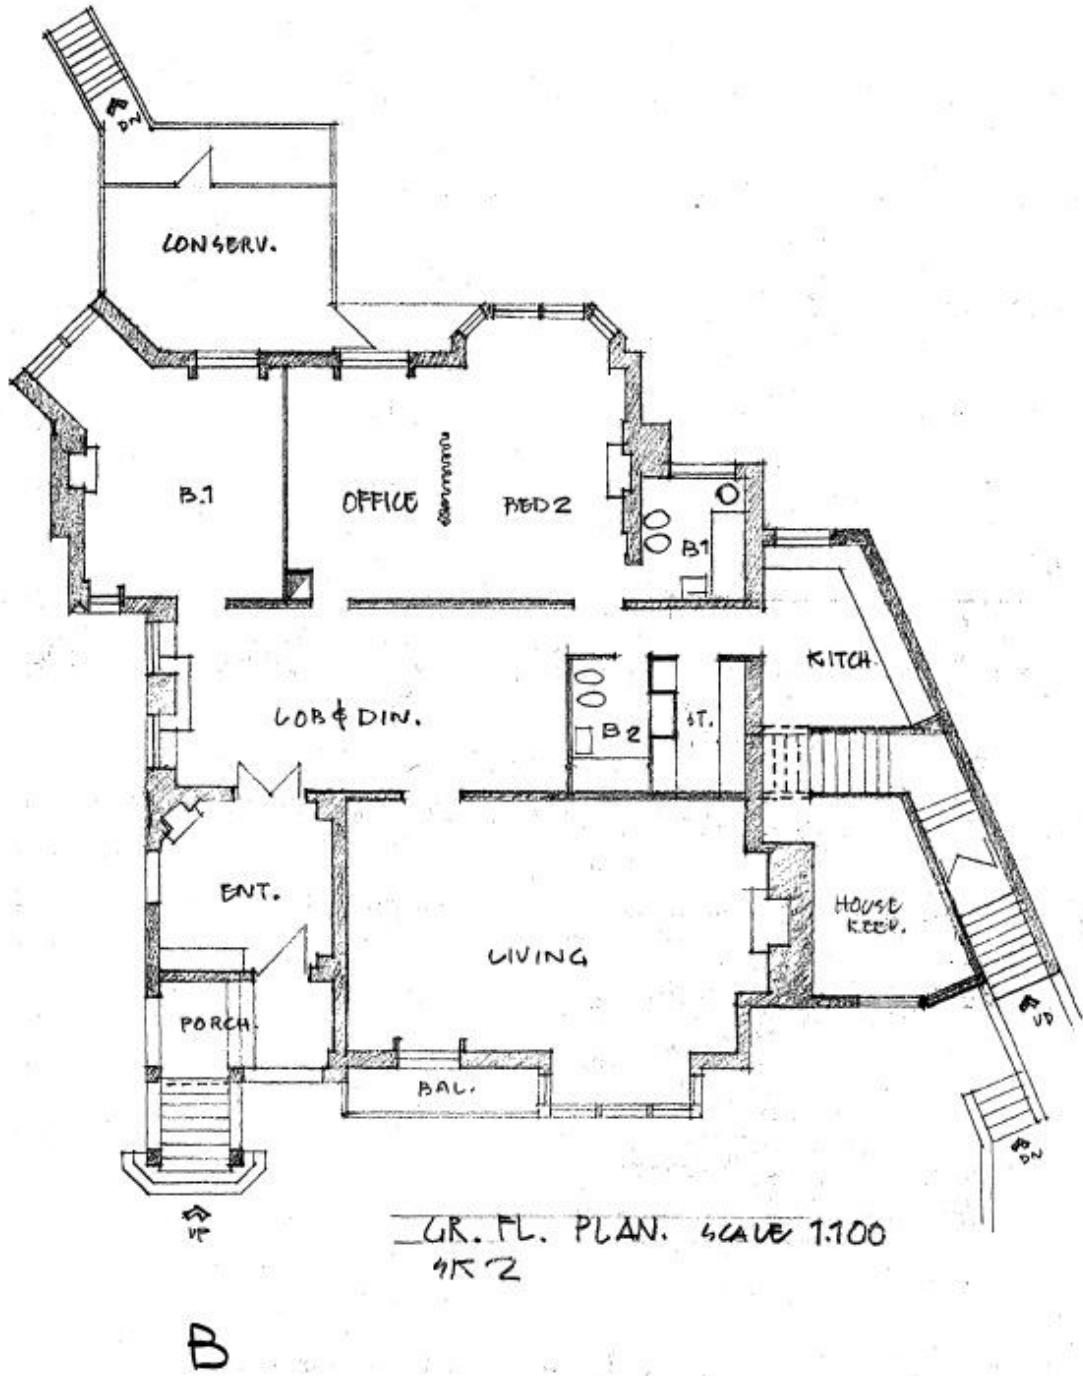 DN
CONSERV.
B.1
OFFICE
BED 2
B1
KITCH.
LOB & DIN.
B2
ST.
ENT.
HOUSE
KEEP.
LIVING
PORCH.
UP
BAL.
DN
UP
GR. FL. PLAN. SCALE 1:100
SK 2
B